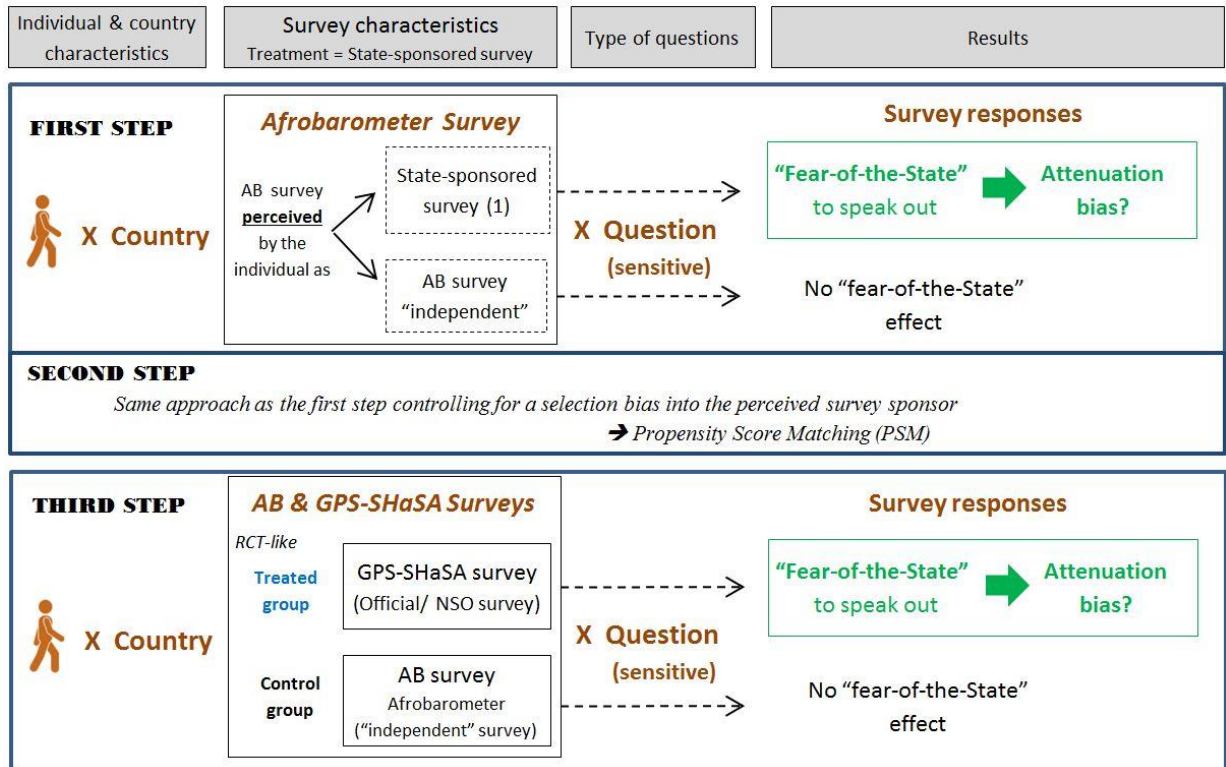 Individual & country
characteristics
Survey characteristics
Treatment = State-sponsored survey
Type of questions
Results
FIRST STEP
X Country
Afrobarometer Survey
AB survey
perceived
by the
individual as
State-sponsored
survey (1)
AB survey
“independent”
X Question
(sensitive)
Survey responses
“Fear-of-the-State”
to speak out
Attenuation
bias?
No “fear-of-the-State”
effect
SECOND STEP
Same approach as the first step controlling for a selection bias into the perceived survey sponsor
➔ Propensity Score Matching (PSM)
THIRD STEP
X Country
AB & GPS-SHaSA Surveys
RCT-like
Treated
group
GPS-SHaSA survey
(Official/ NSO survey)
Control
group
AB survey
Afrobarometer
(“independent” survey)
X Question
(sensitive)
Survey responses
“Fear-of-the-State”
to speak out
Attenuation
bias?
No “fear-of-the-State”
effect